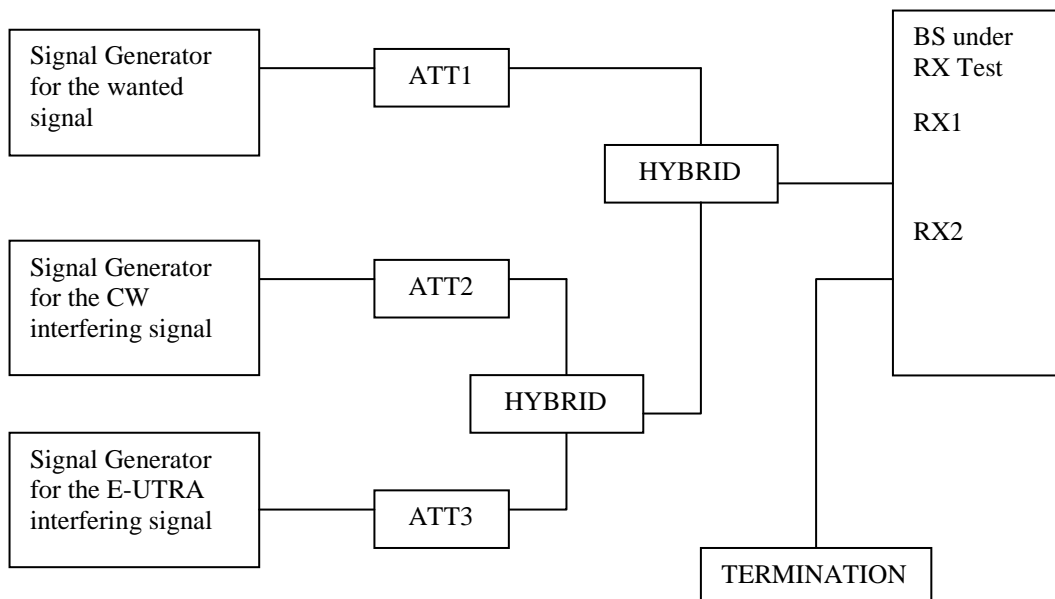 Signal Generator
for the wanted
signal
ATT1
HYBRID
BS under
RX Test
RX1
RX2
Signal Generator
for the CW
interfering signal
ATT2
HYBRID
Signal Generator
for the E-UTRA
interfering signal
ATT3
TERMINATION